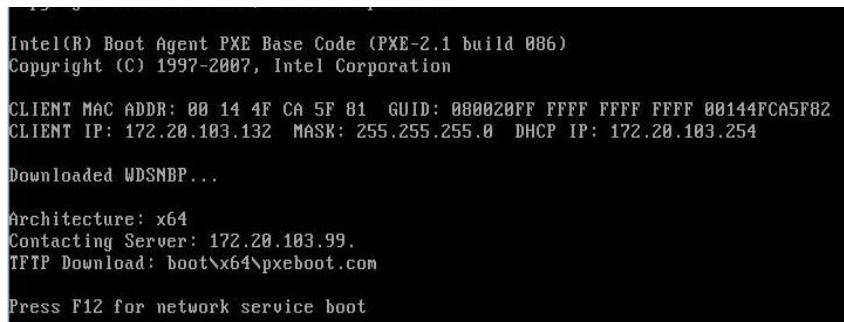 Intel(R) Boot Agent PXE Base Code (PXE-2.1 build 086)
Copyright (C) 1997-2007, Intel Corporation
CLIENT MAC ADDR: 00 14 4F CA 5F 81 GUID: 080020FF FFFF FFFF FFFF 00144FCA5F82
CLIENT IP: 172.20.103.132 MASK: 255.255.255.0 DHCP IP: 172.20.103.254
Downloaded WDSNBP...
Architecture: x64
Contacting Server: 172.20.103.99.
TFTP Download: boot\x64\pxeboot.com
Press F12 for network service boot